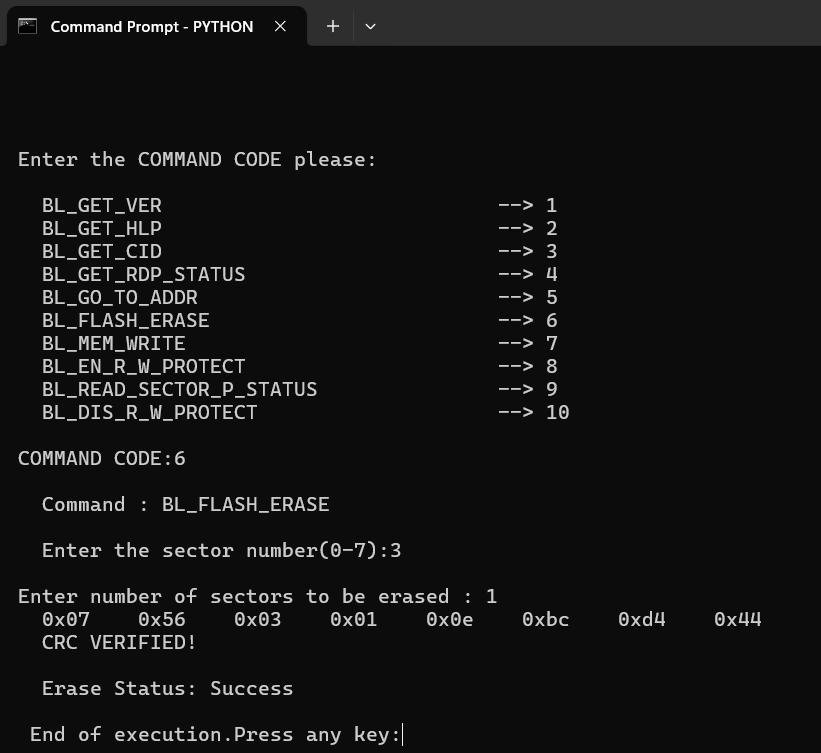 Command Prompt - PYTHON
Enter the COMMAND CODE please:
BL_GET_VER --> 1
BL_GET_HLP --> 2
BL_GET_CID --> 3
BL_GET_RDP_STATUS --> 4
BL_GO_TO_ADDR --> 5
BL_FLASH_ERASE --> 6
BL_MEM_WRITE --> 7
BL_EN_R_W_PROTECT --> 8
BL_READ_SECTOR_P_STATUS --> 9
BL_DIS_R_W_PROTECT --> 10
COMMAND CODE:6
Command : BL_FLASH_ERASE
Enter the sector number(0-7):3
Enter number of sectors to be erased : 1
0x07 0x56 0x03 0x01 0x0e 0xbc 0xd4 0x44
CRC VERIFIED!
Erase Status: Success
End of execution.Press any key: